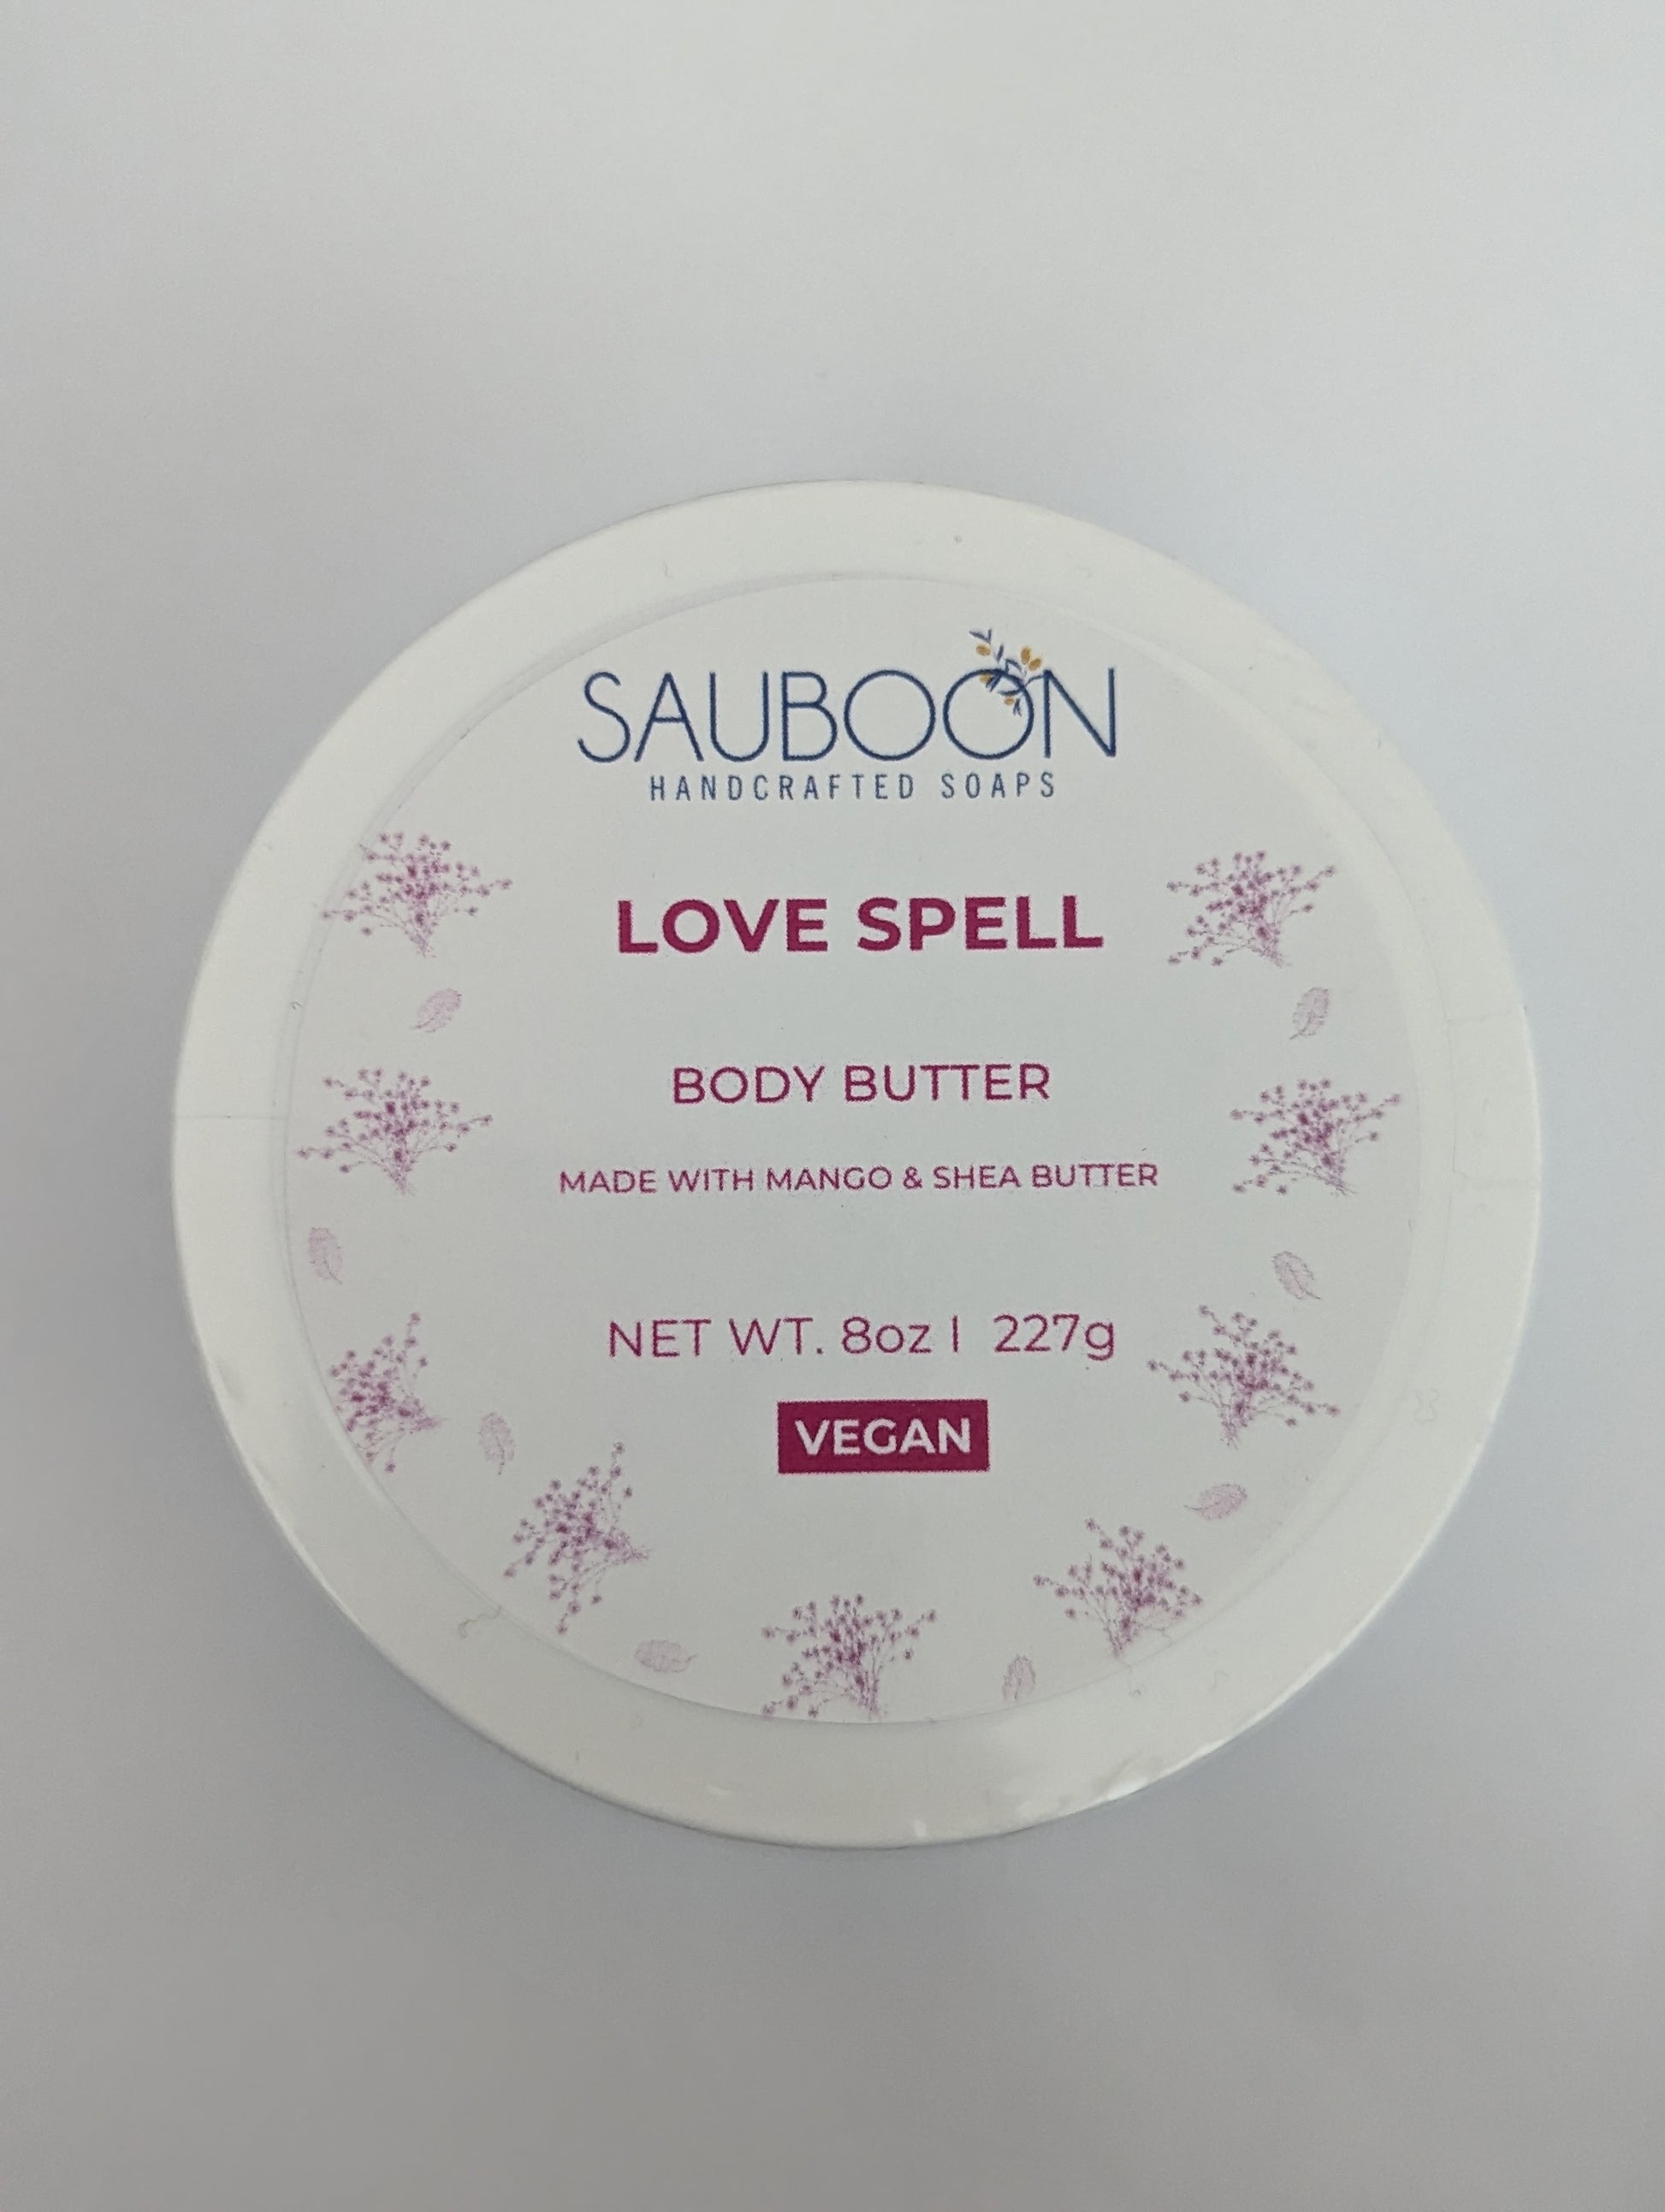 SAUBOON
HANDCRAFTED SOAPS
LOVE SPELL
BODY BUTTER
MADE WITH MANGO & SHEA BUTTER
NET WT. 8oz | 227g
VEGAN